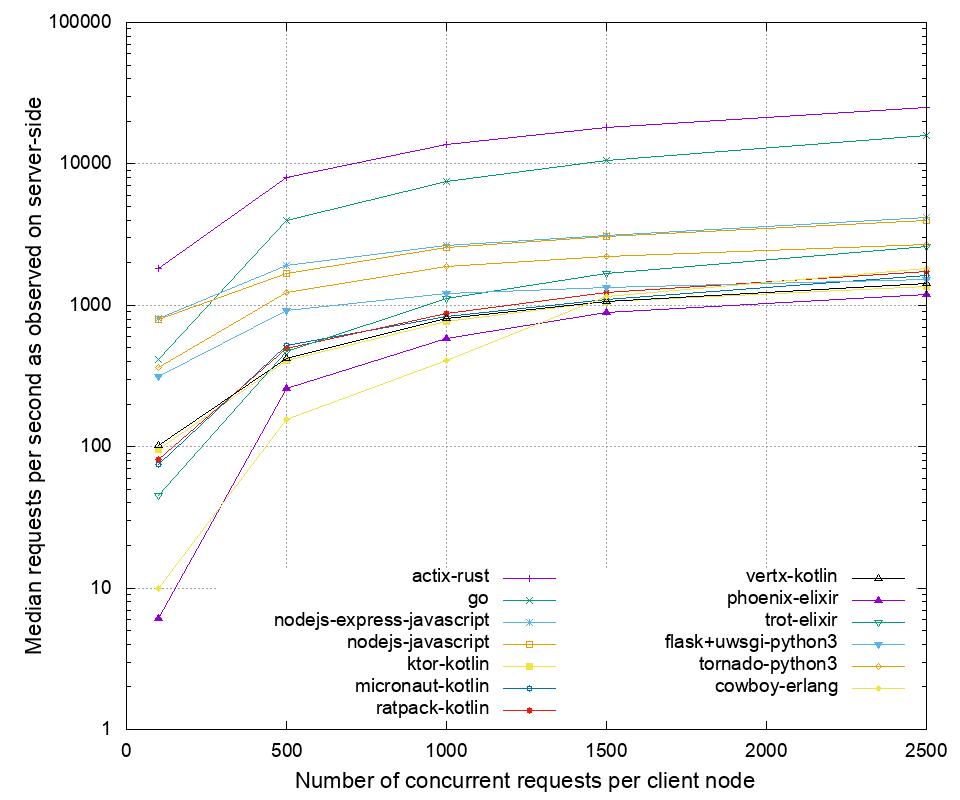 100000
10000
1000
100
10
1
Median requests per second as observed on server-side
actix-rust
go
nodejs-express-javascript
nodejs-javascript
ktor-kotlin
micronaut-kotlin
ratpack-kotlin
vertx-kotlin
phoenix-elixir
trot-elixir
flask+uwsgi-python3
tornado-python3
cowboy-erlang
0 500 1000 1500 2000 2500
Number of concurrent requests per client node